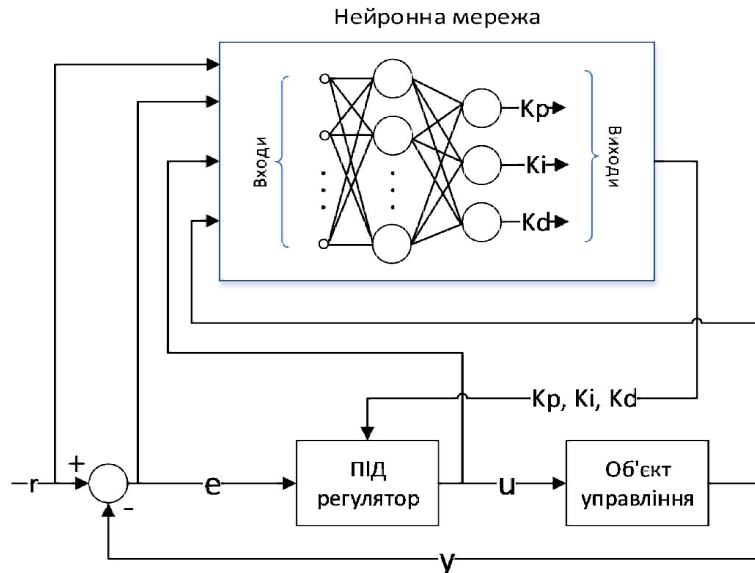 Нейронна мережа
Входи
Kp
Ki
Kd
Виходи
Kp, Ki, Kd
r
+
-
e
ПІД
регулятор
u
Об'єкт
управління
y